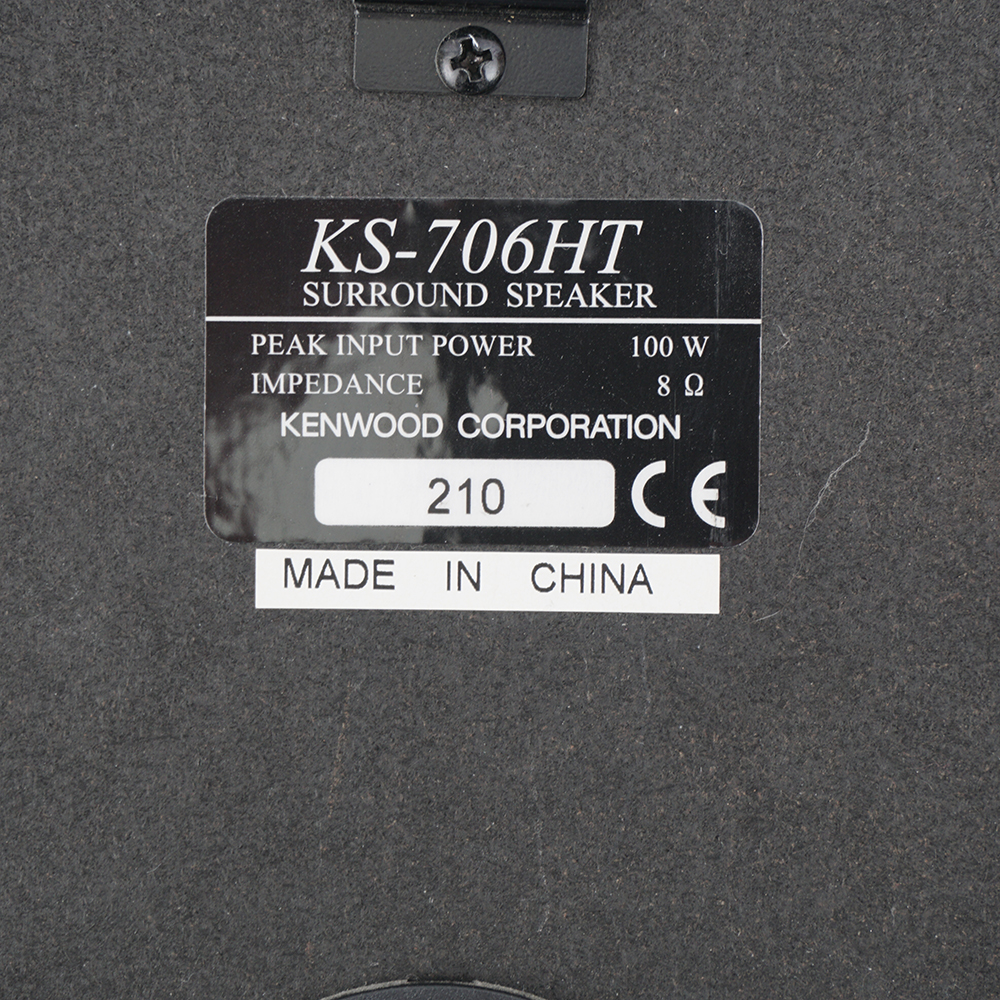 KS-706HT
SURROUND SPEAKER
PEAK INPUT POWER 100 W
IMPEDANCE 8 Ω
KENWOOD CORPORATION
210 CE
MADE IN CHINA